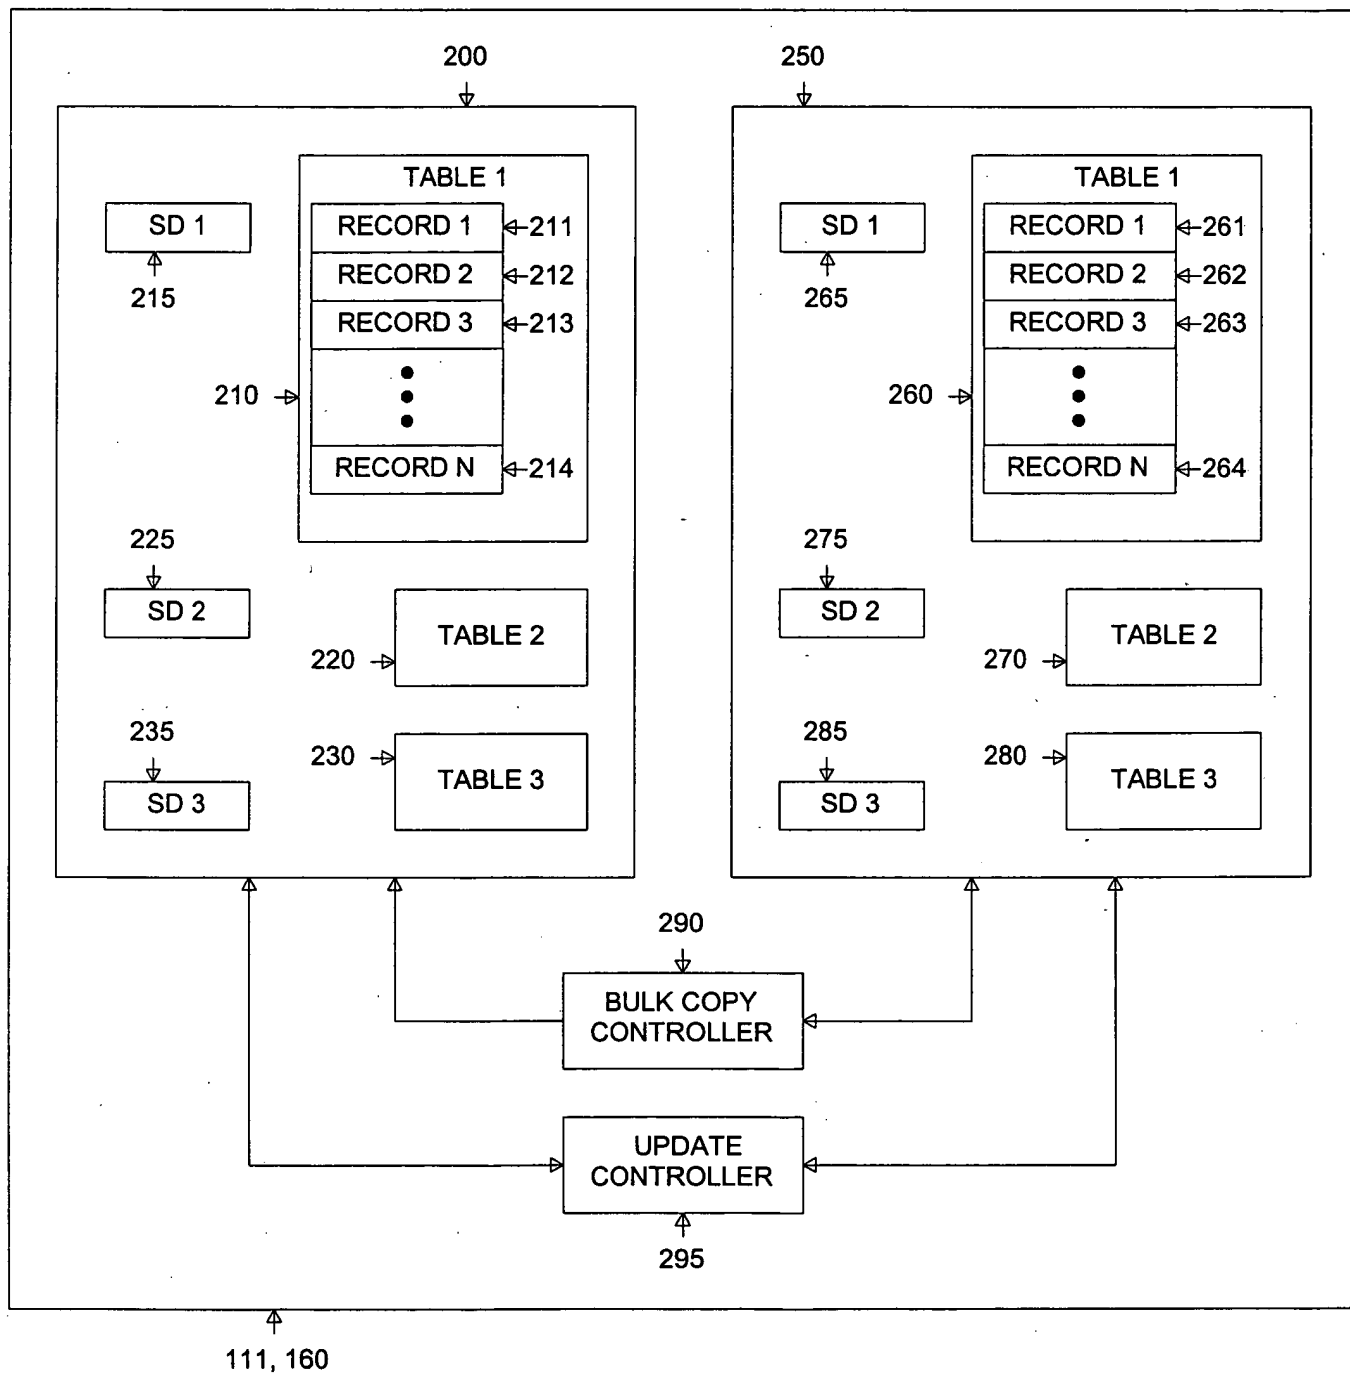 200
250
TABLE 1
TABLE 1
SD 1
RECORD 1
211
SD 1
RECORD 1
261
215
RECORD 2
212
265
RECORD 2
262
RECORD 3
213
RECORD 3
263
210
260
RECORD N
214
RECORD N
264
225
275
SD 2
TABLE 2
SD 2
TABLE 2
220
270
235
230
285
280
SD 3
TABLE 3
SD 3
TABLE 3
290
BULK COPY
CONTROLLER
UPDATE
CONTROLLER
295
111, 160